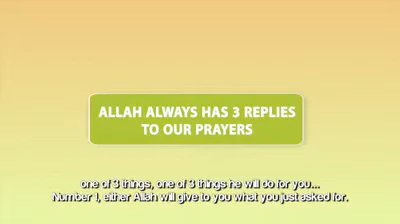 ALLAH ALWAYS HAS 3 REPLIES
TO OUR PRAYERS
one of 3 things, one of 3 things he will do for you...
Number 1, either Allah will give to you what you just asked for.